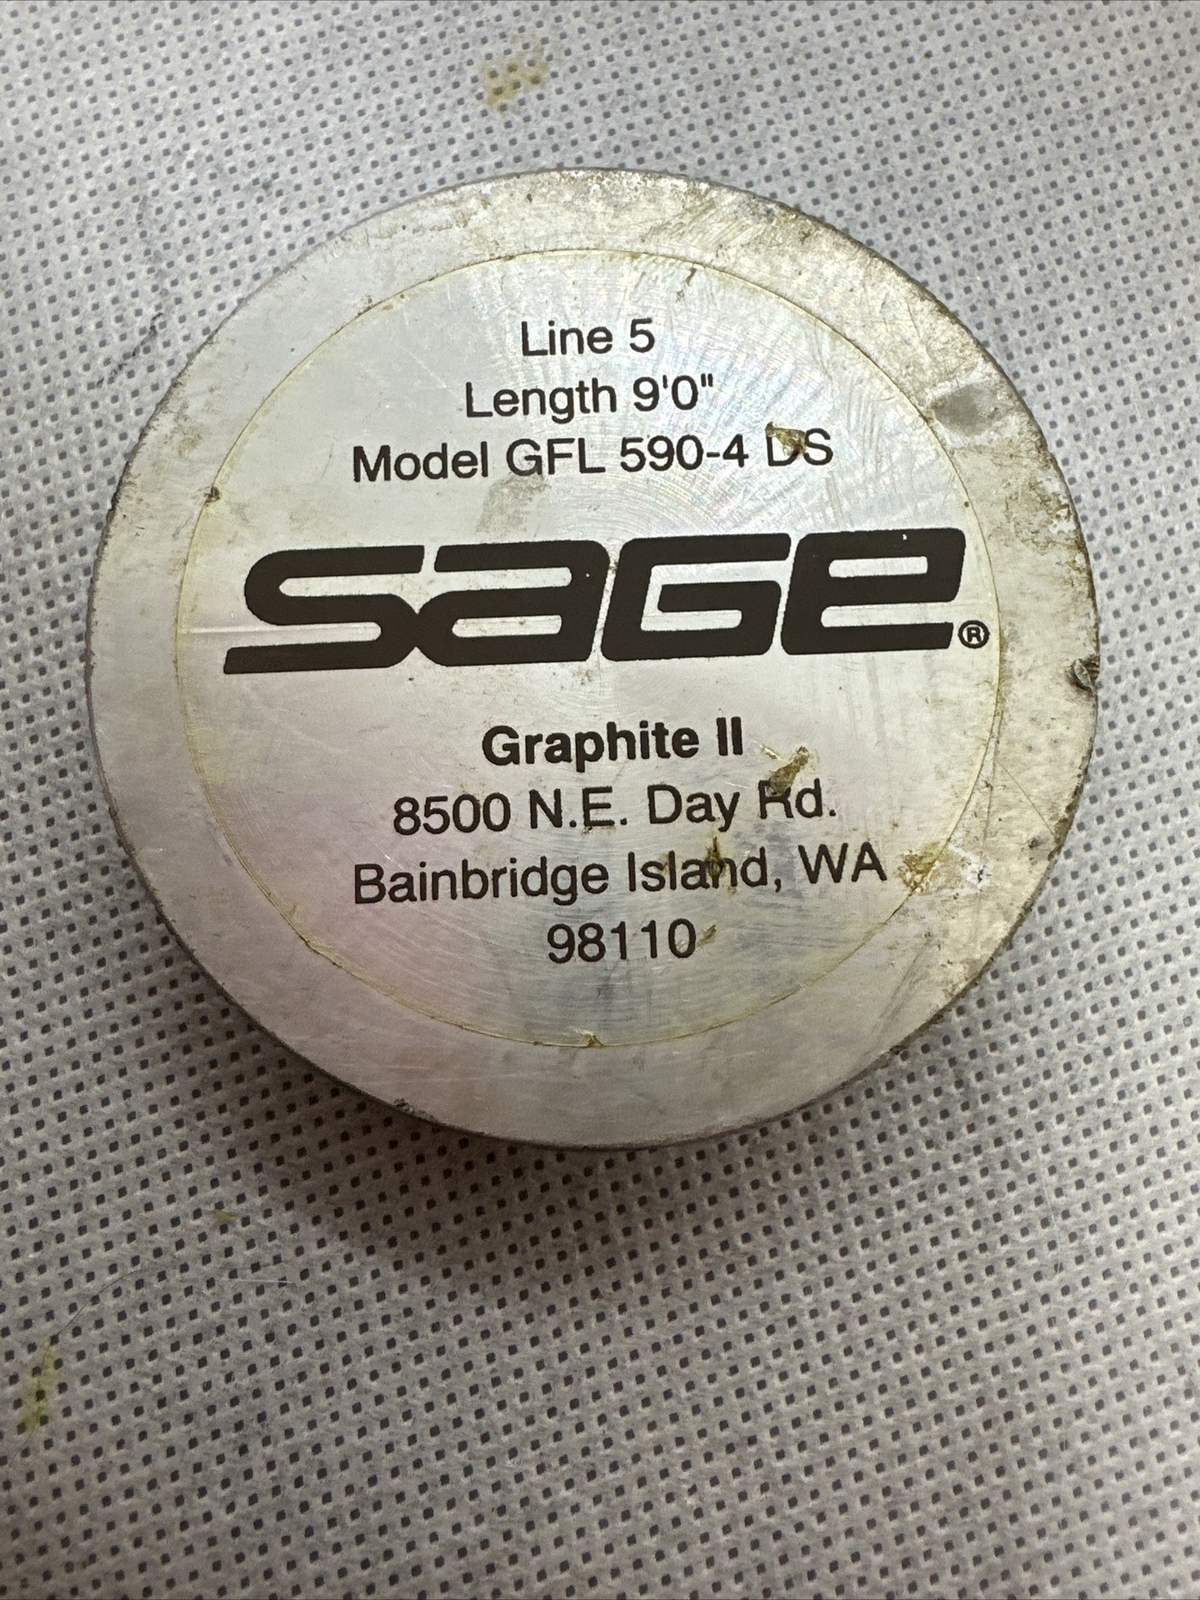 Line 5
Length 9'0"
Model GFL 590-4 DS
SAGE®
Graphite II
8500 N.E. Day Rd.
Bainbridge Island, WA
98110